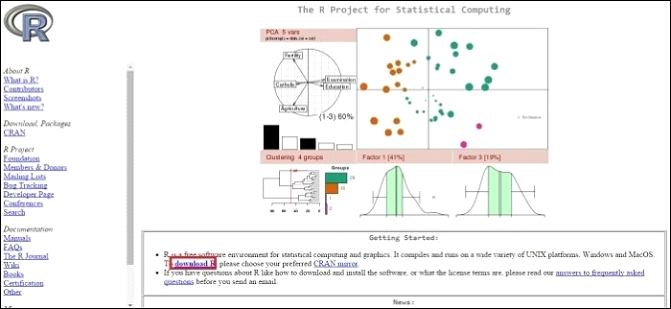 The R Project for Statistical Computing
R
PCA 5 vars
Fertility
Catholic
Examination
Education
Agriculture
(1-3) 60%
Clustering 4 groups
Factor 1 [41%]
Factor 3 [19%]
Groups
About R
What is R?
Contributors
Screenshots
What's new?
Download, Packages
CRAN
R Project
Foundation
Members & Donors
Mailing Lists
Bug Tracking
Developer Page
Conferences
Search
Documentation
Manuals
FAQs
The R Journal
Wiki
Books
Certification
Other
Getting Started:
R is a free software environment for statistical computing and graphics. It compiles and runs on a wide variety of UNIX platforms, Windows and MacOS.
To download R, please choose your preferred CRAN mirror.
If you have questions about R like how to download and install the software, or what the license terms are, please read our answers to frequently asked
questions before you send an email.
News: